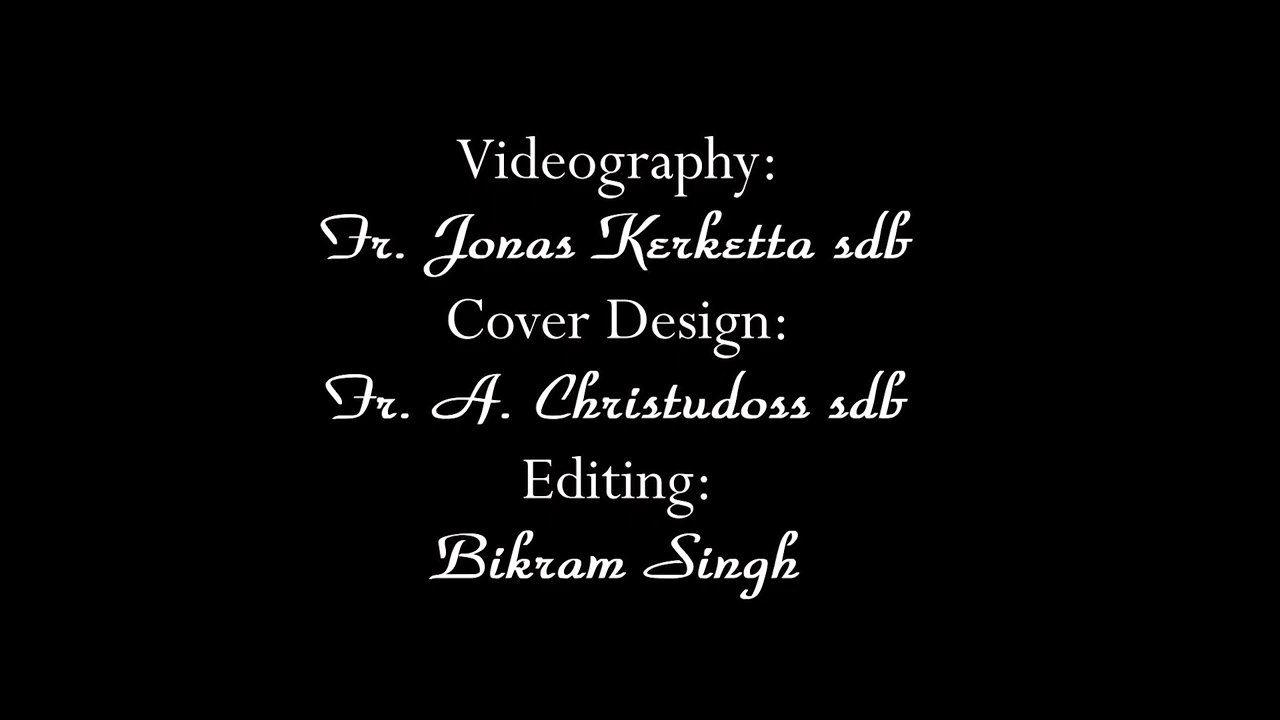 Videography:
Fr. Jonas Kerketta sdb
Cover Design:
Fr. A. Christudoss sdb
Editing:
Bikram Singh